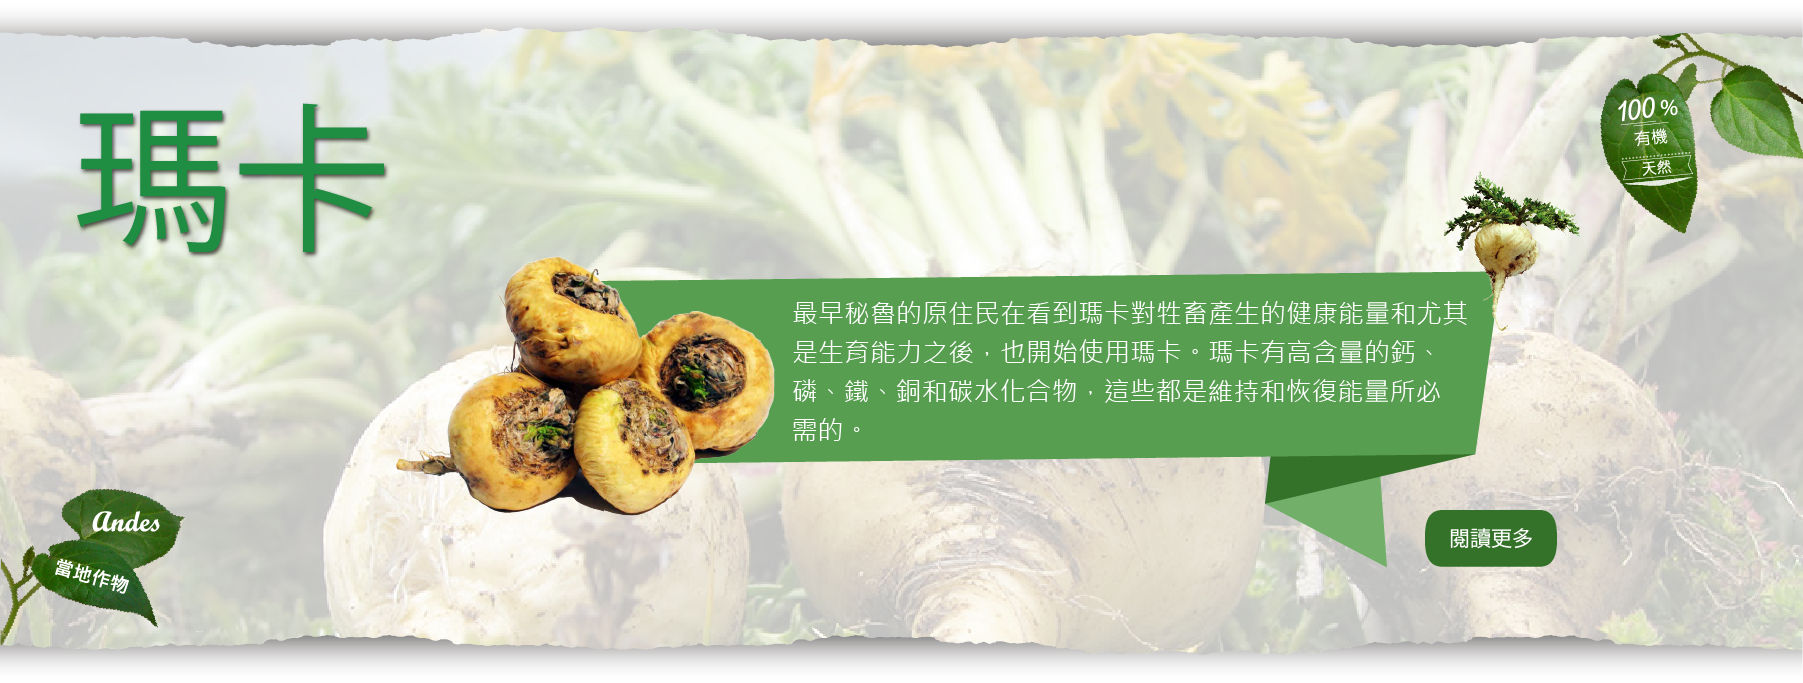 瑪卡
100 %
有機
天然
最早秘魯的原住民在看到瑪卡對牲畜產生的健康能量和尤其
是生育能力之後，也開始使用瑪卡。瑪卡有高含量的鈣、
磷、鐵、銅和碳水化合物，這些都是維持和恢復能量所必
需的。
Andes
當地作物
閱讀更多